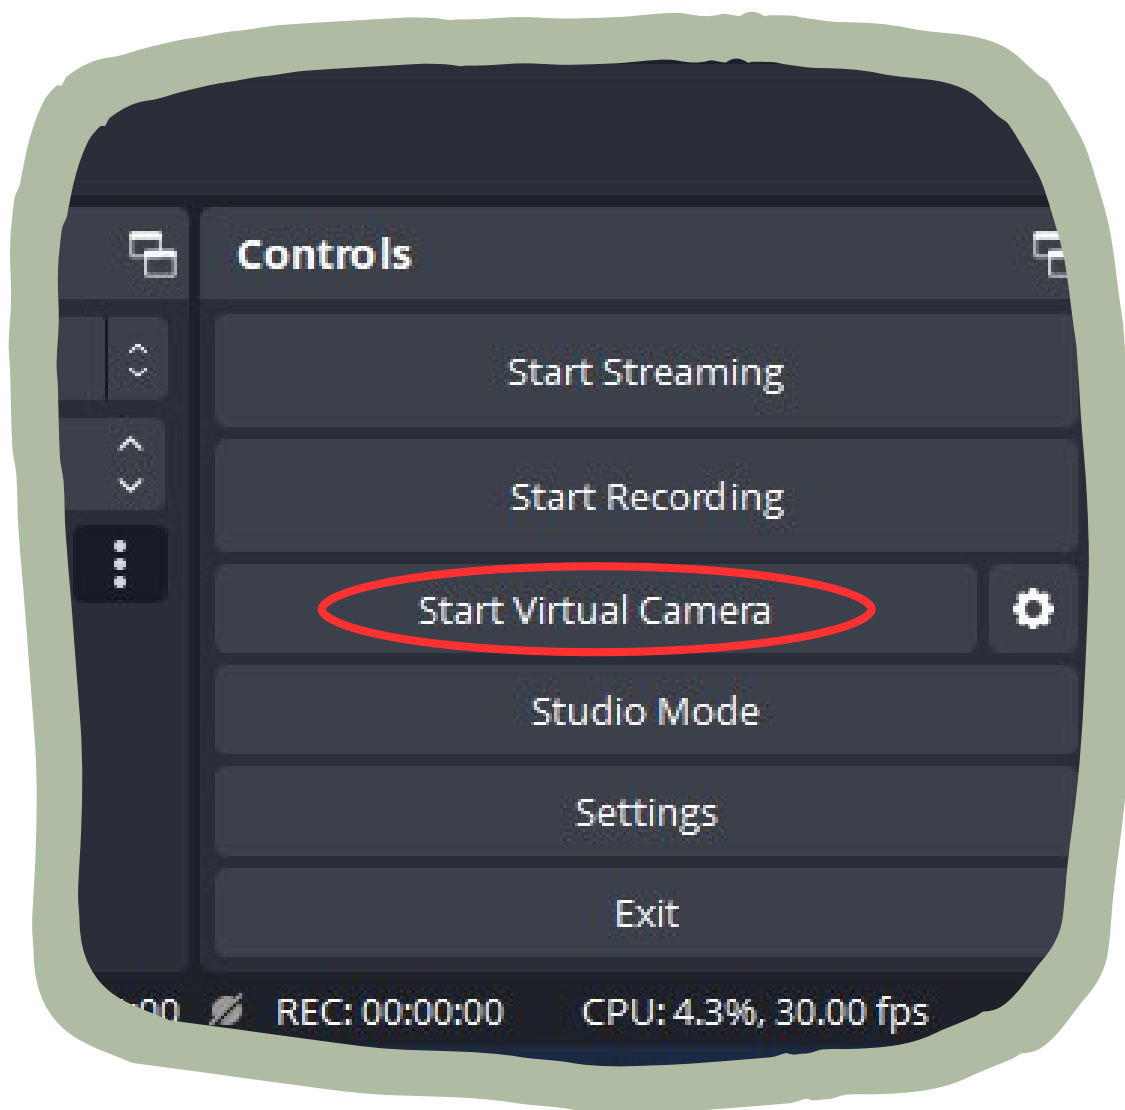 Controls
Start Streaming
Start Recording
Start Virtual Camera
Studio Mode
Settings
Exit
:00 REC: 00:00:00 CPU: 4.3%, 30.00 fps